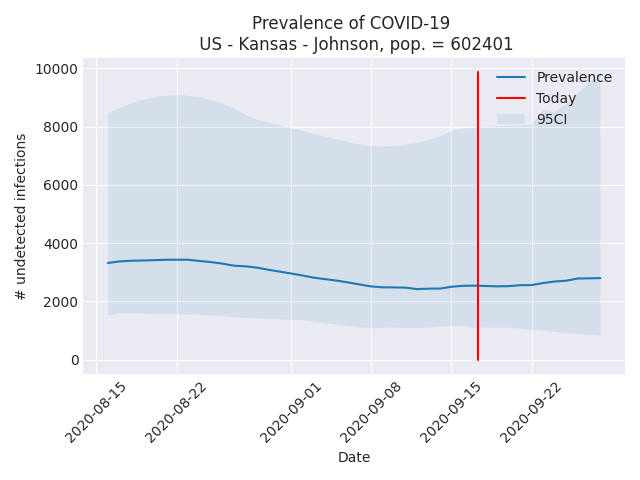 Prevalence of COVID-19
US - Kansas - Johnson, pop. = 602401
# undetected infections
10000
8000
6000
4000
2000
0
Prevalence
Today
95CI
2020-08-15
2020-08-22
2020-09-01
2020-09-08
2020-09-15
2020-09-22
Date